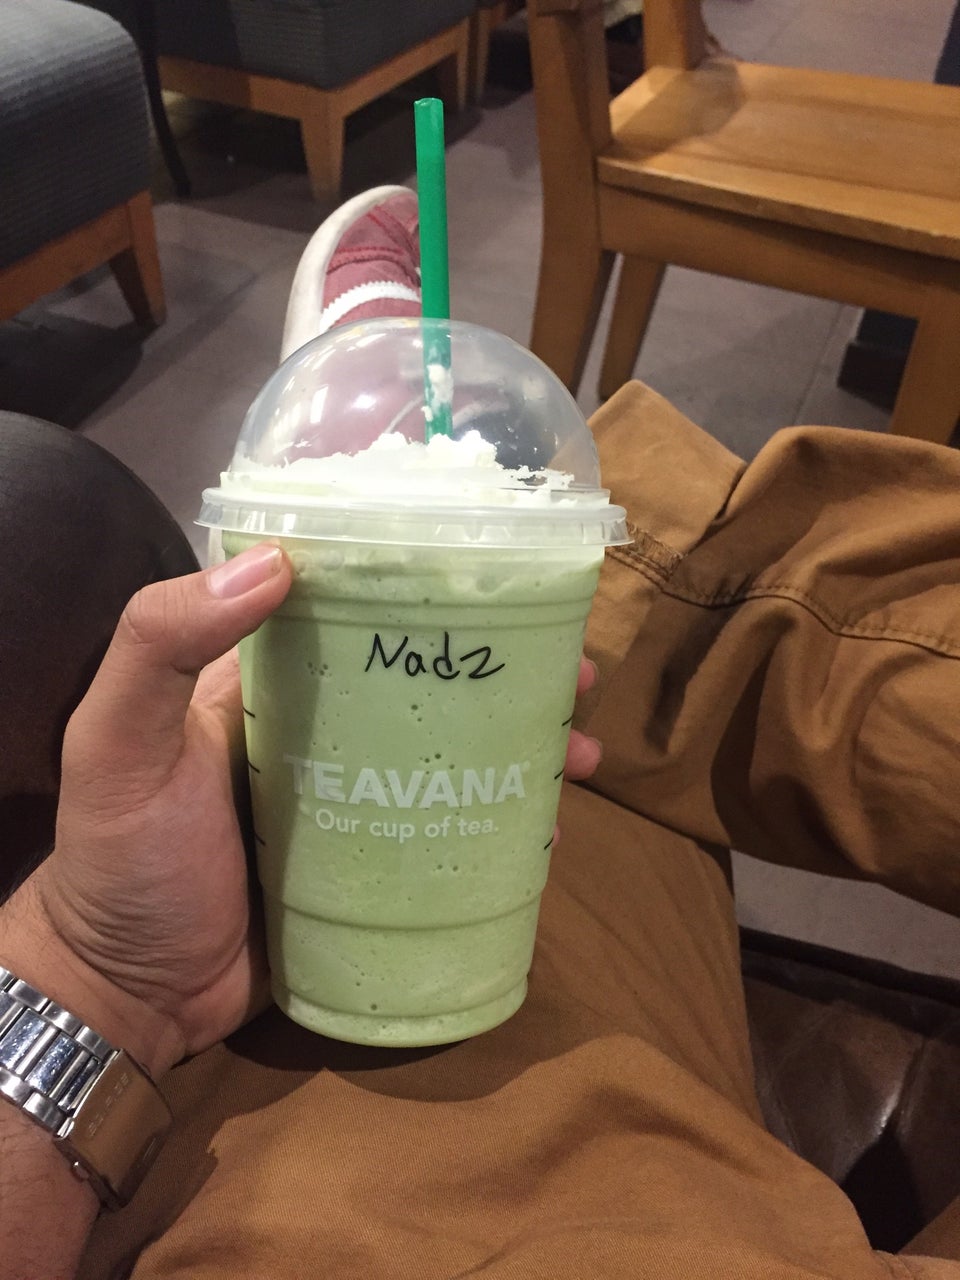 Nadz
TEAVANA®
Our cup of tea.